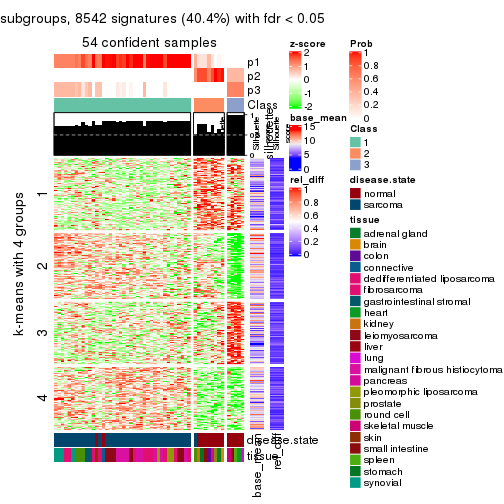 subgroups, 8542 signatures (40.4%) with fdr < 0.05
54 confident samples
p1
p2
p3
Class
1
0.5
0
silhouette
1
2
3
4
k-means with 4 groups
disease.state
tissue
base_mean
rel_diff
z-score
2
1
0
-1
-2
base_mean
15
10
5
0
rel_diff
1
0.8
0.6
0.4
0.2
0
Prob
1
0.8
0.6
0.4
0.2
0
Class
1
2
3
disease.state
normal
sarcoma
tissue
adrenal gland
brain
colon
connective
dedifferentiated liposarcoma
fibrosarcoma
gastrointestinal stromal
heart
kidney
leiomyosarcoma
liver
lung
malignant fibrous histiocytoma
pancreas
pleomorphic liposarcoma
prostate
round cell
skeletal muscle
skin
small intestine
spleen
stomach
synovial